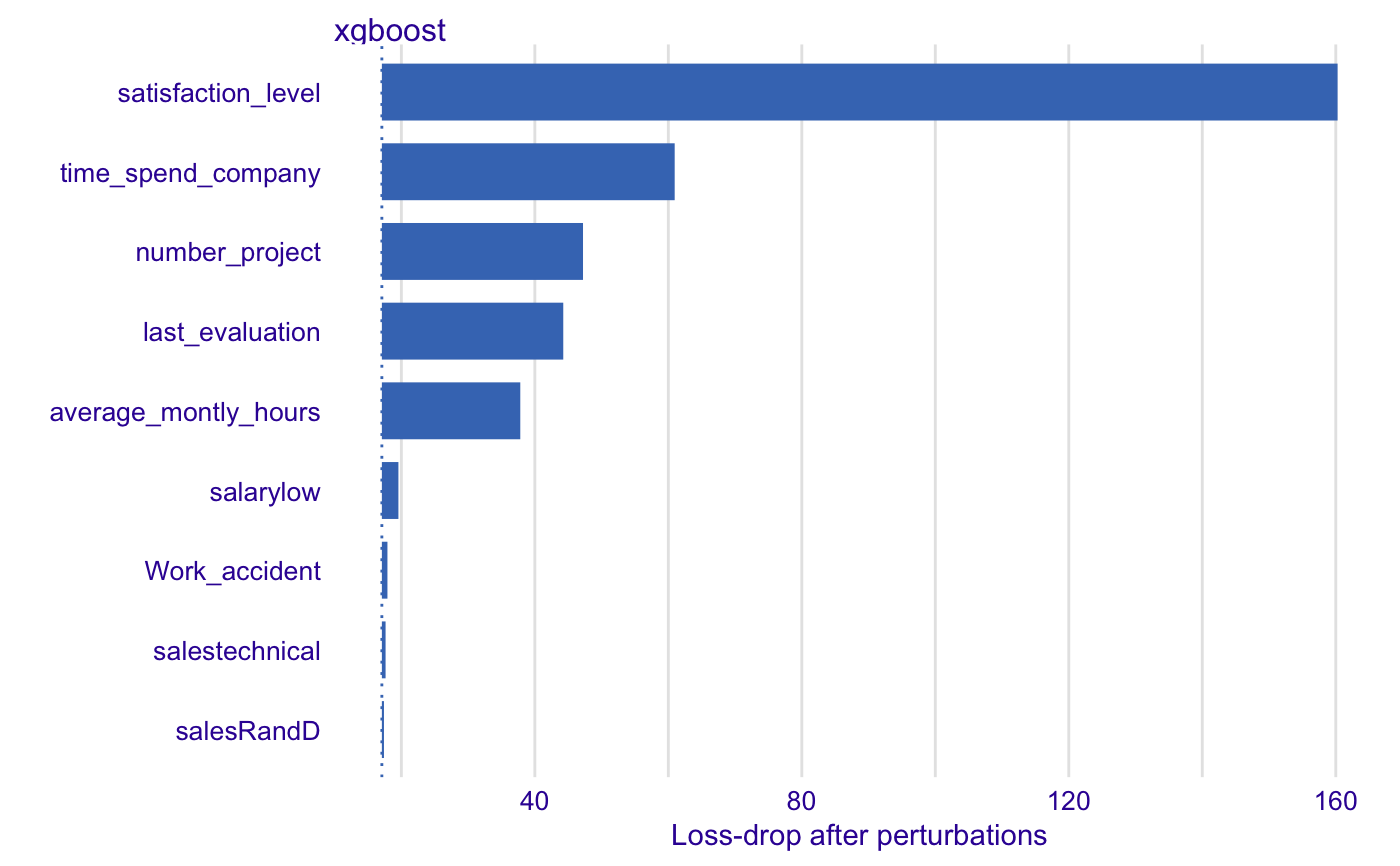 xgboost
satisfaction_level
time_spend_company
number_project
last_evaluation
average_montly_hours
salarylow
Work_accident
salestechnical
salesRandD
40 80 120 160
Loss-drop after perturbations